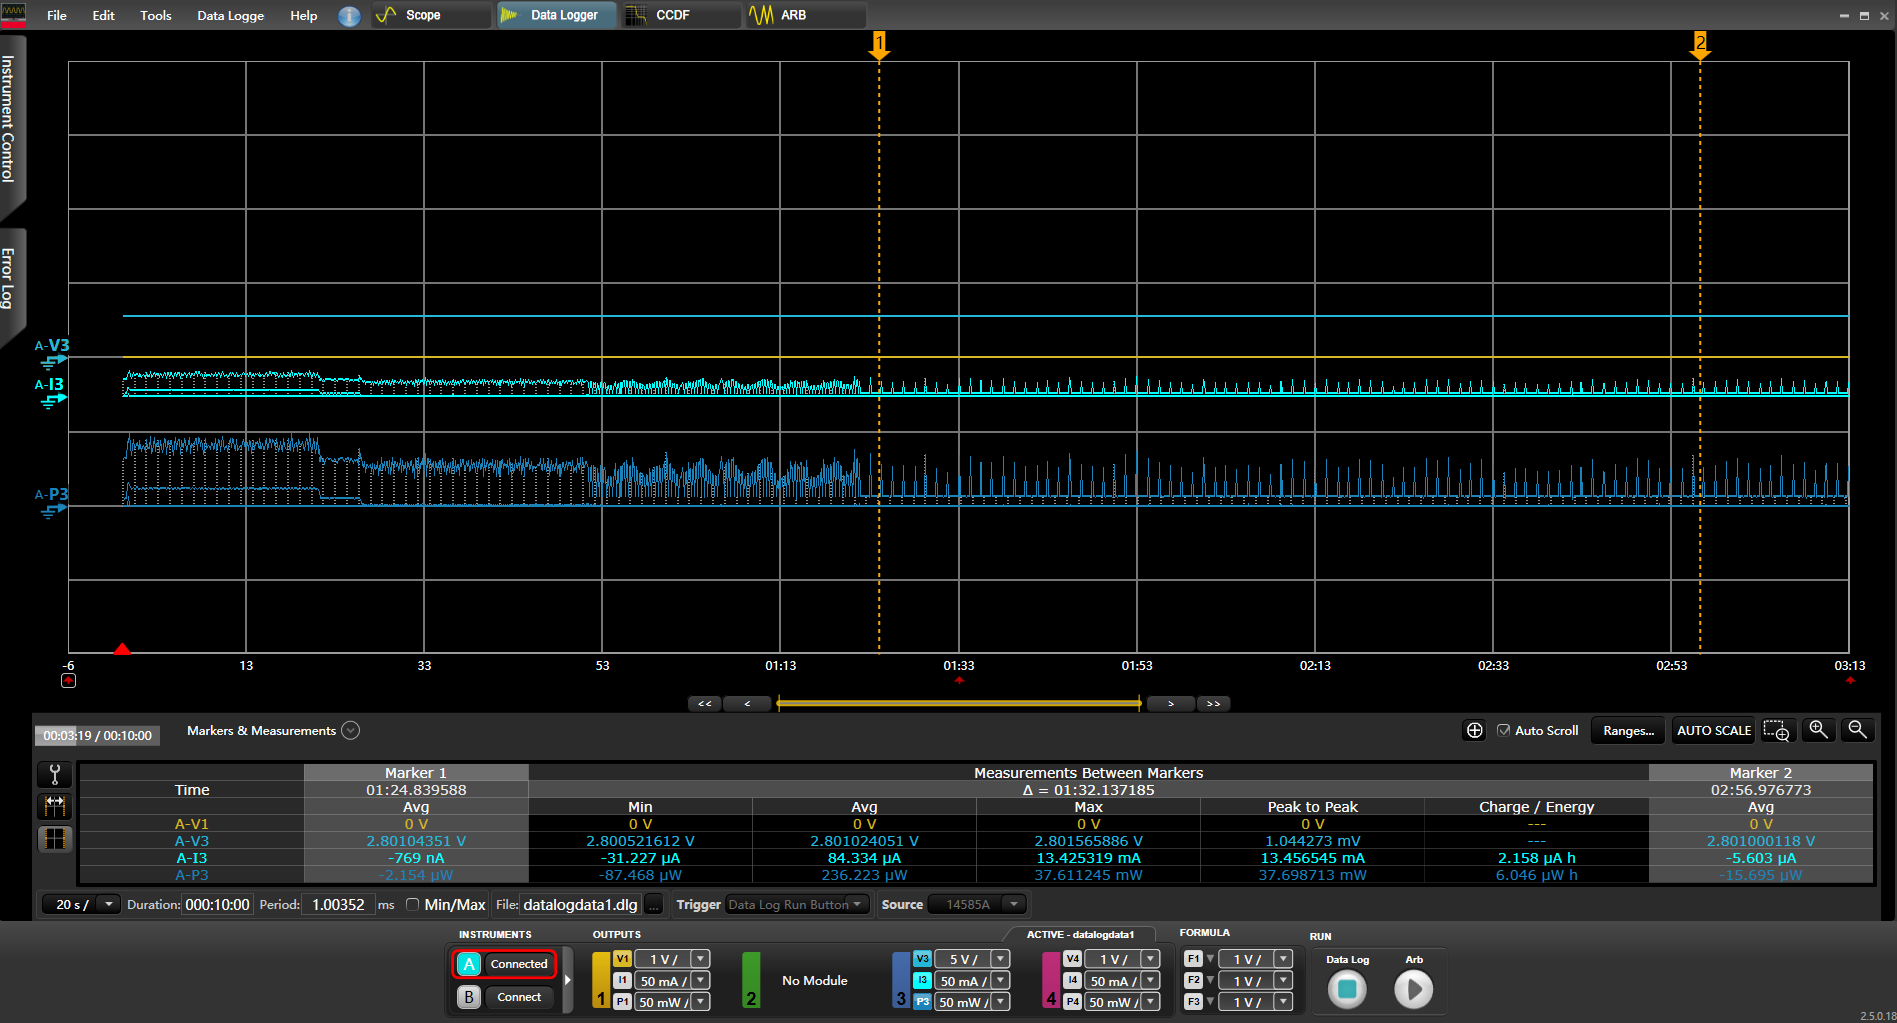 File Edit Tools Data Logge Help Scope Data Logger CCDF ARB
Instrument Control
Error Log
1 2
A-V3
A-I3
A-P3
-6 13 33 53 01:13 01:33 01:53 02:13 02:33 02:53 03:13
<< < > >>
00:03:19 / 00:10:00 Markers & Measurements Auto Scroll Ranges... AUTO SCALE
Marker 1 Measurements Between Markers Marker 2
Time 01:24.839588 Δ = 01:32.137185 02:56.976773
Avg Min Avg Max Peak to Peak Charge / Energy Avg
A-V1 0 V 0 V 0 V 0 V 0 V --- 0 V
A-V3 2.80104351 V 2.800521612 V 2.801024051 V 2.801565886 V 1.044273 mV --- 2.801000118 V
A-I3 -769 nA -31.227 µA 84.334 µA 13.425319 mA 13.456545 mA 2.158 µA h -5.603 µA
A-P3 -2.154 µW -87.468 µW 236.223 µW 37.611245 mW 37.698713 mW 6.046 µW h -15.695 µW
20 s / Duration: 000:10:00 Period: 1.00352 ms Min/Max File: datalogdata1.dlg ... Trigger Data Log Run Button Source 14585A
INSTRUMENTS OUTPUTS ACTIVE - datalogdata1 FORMULA RUN
A Connected V1 1 V / V3 5 V / V4 1 V / F1 1 V / Data Log Arb
I1 50 mA / 2 No Module I3 50 mA / I4 50 mA / F2 1 V /
B Connect 1 P1 50 mW / 3 P3 50 mW / 4 P4 50 mW / F3 1 V /
2.5.0.18